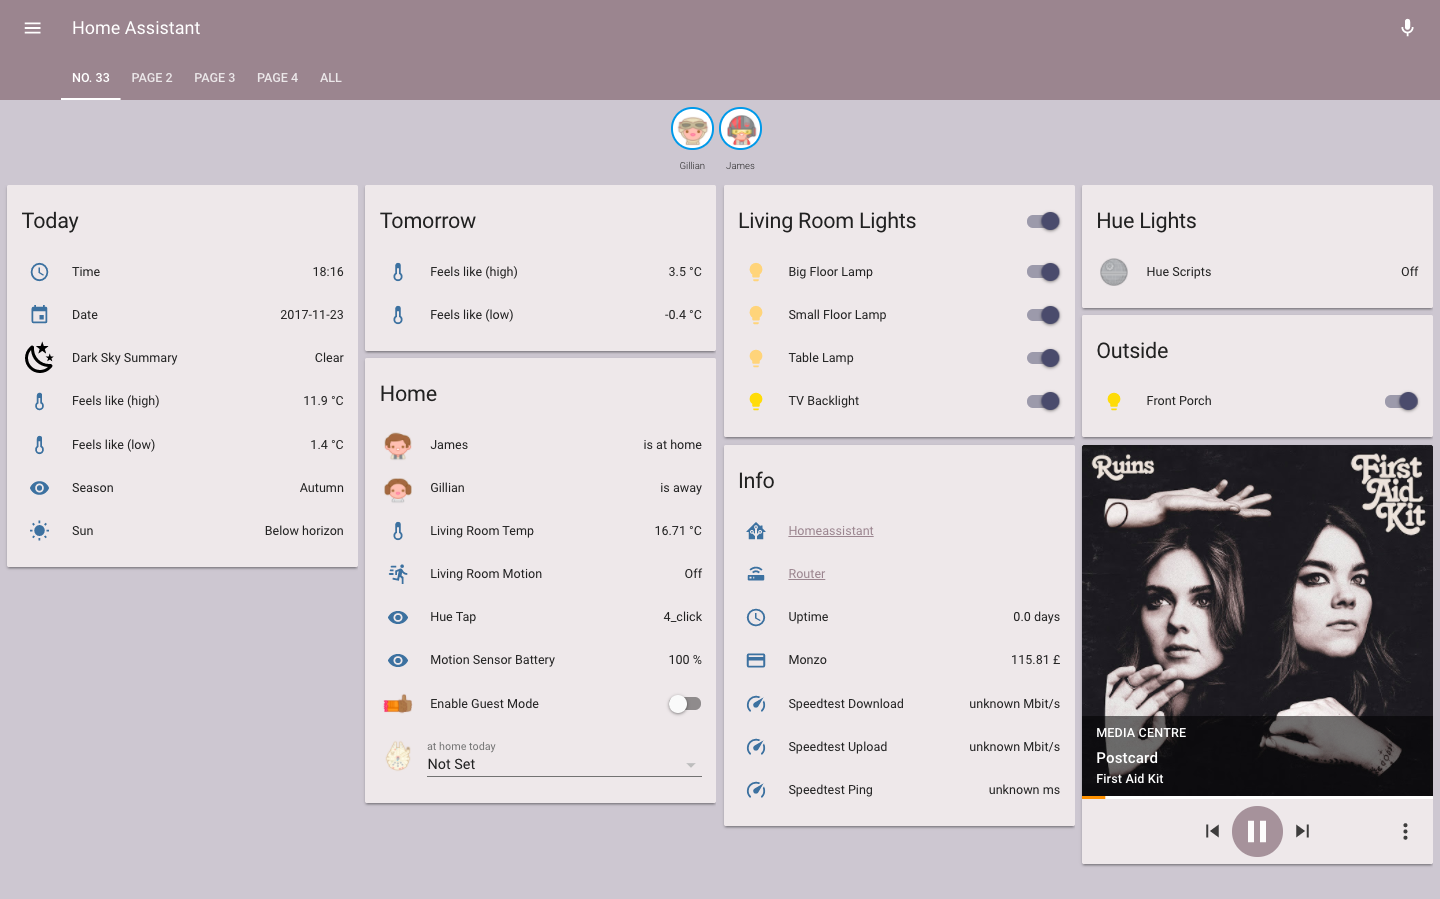 Home Assistant
NO. 33 PAGE 2 PAGE 3 PAGE 4 ALL
Gillian James
Today
Time 18:16
Date 2017-11-23
Dark Sky Summary Clear
Feels like (high) 11.9 °C
Feels like (low) 1.4 °C
Season Autumn
Sun Below horizon
Tomorrow
Feels like (high) 3.5 °C
Feels like (low) -0.4 °C
Home
James is at home
Gillian is away
Living Room Temp 16.71 °C
Living Room Motion Off
Hue Tap 4_click
Motion Sensor Battery 100 %
Enable Guest Mode
at home today
Not Set
Living Room Lights
Big Floor Lamp
Small Floor Lamp
Table Lamp
TV Backlight
Info
Homeassistant
Router
Uptime 0.0 days
Monzo 115.81 £
Speedtest Download unknown Mbit/s
Speedtest Upload unknown Mbit/s
Speedtest Ping unknown ms
Hue Lights
Hue Scripts Off
Outside
Front Porch
Ruins
First
Aid
Kit
MEDIA CENTRE
Postcard
First Aid Kit